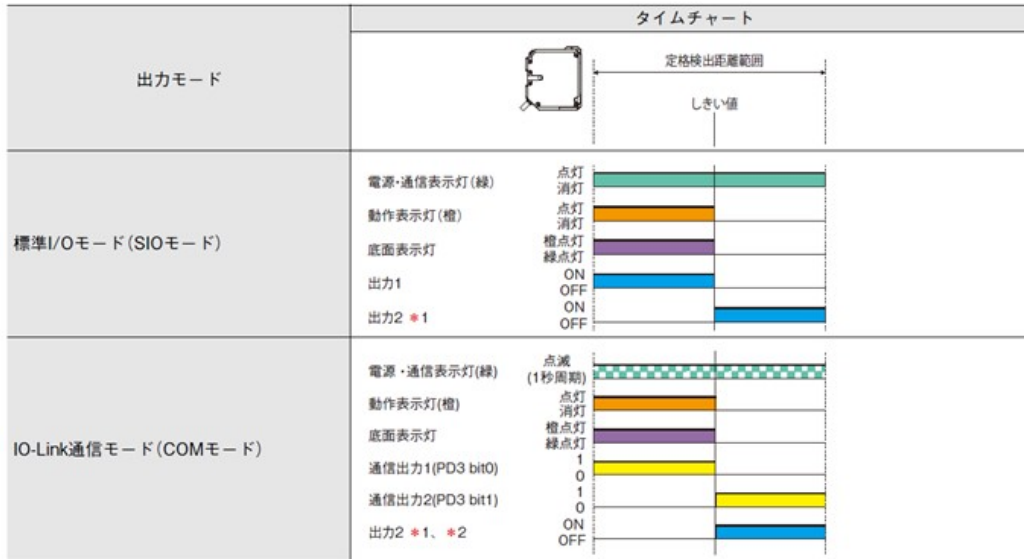 タイムチャート
出力モード
定格検出距離範囲
しきい値
標準I/Oモード(SIOモード)
電源・通信表示灯(緑)
点灯
消灯
動作表示灯(橙)
点灯
消灯
底面表示灯
橙点灯
緑点灯
出力1
ON
OFF
出力2 *1
ON
OFF
IO-Link通信モード(COMモード)
電源・通信表示灯(緑)
点滅
(1秒周期)
動作表示灯(橙)
点灯
消灯
底面表示灯
橙点灯
緑点灯
通信出力1(PD3 bit0)
1
0
通信出力2(PD3 bit1)
1
0
出力2 *1、*2
ON
OFF